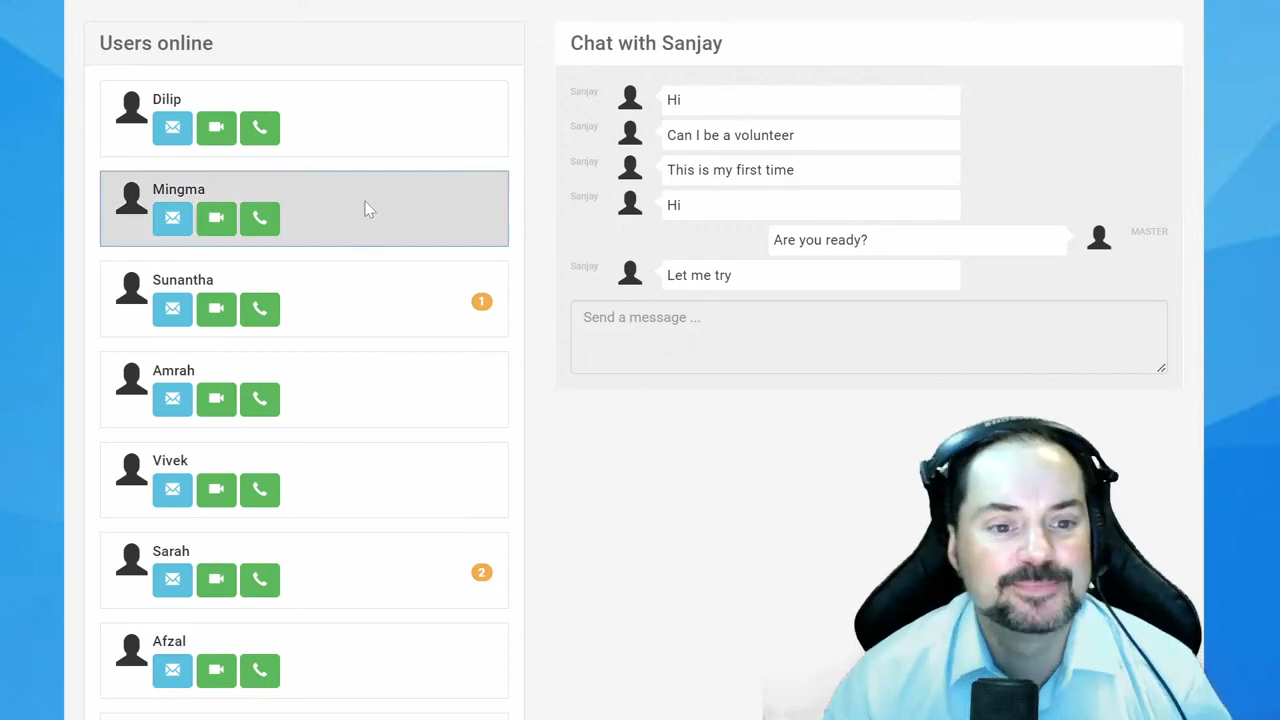 Users online
Dilip
Mingma
Sunantha
1
Amrah
Vivek
Sarah
2
Afzal
Chat with Sanjay
Sanjay
Hi
Sanjay
Can I be a volunteer
Sanjay
This is my first time
Sanjay
Hi
Are you ready?
MASTER
Sanjay
Let me try
Send a message ...